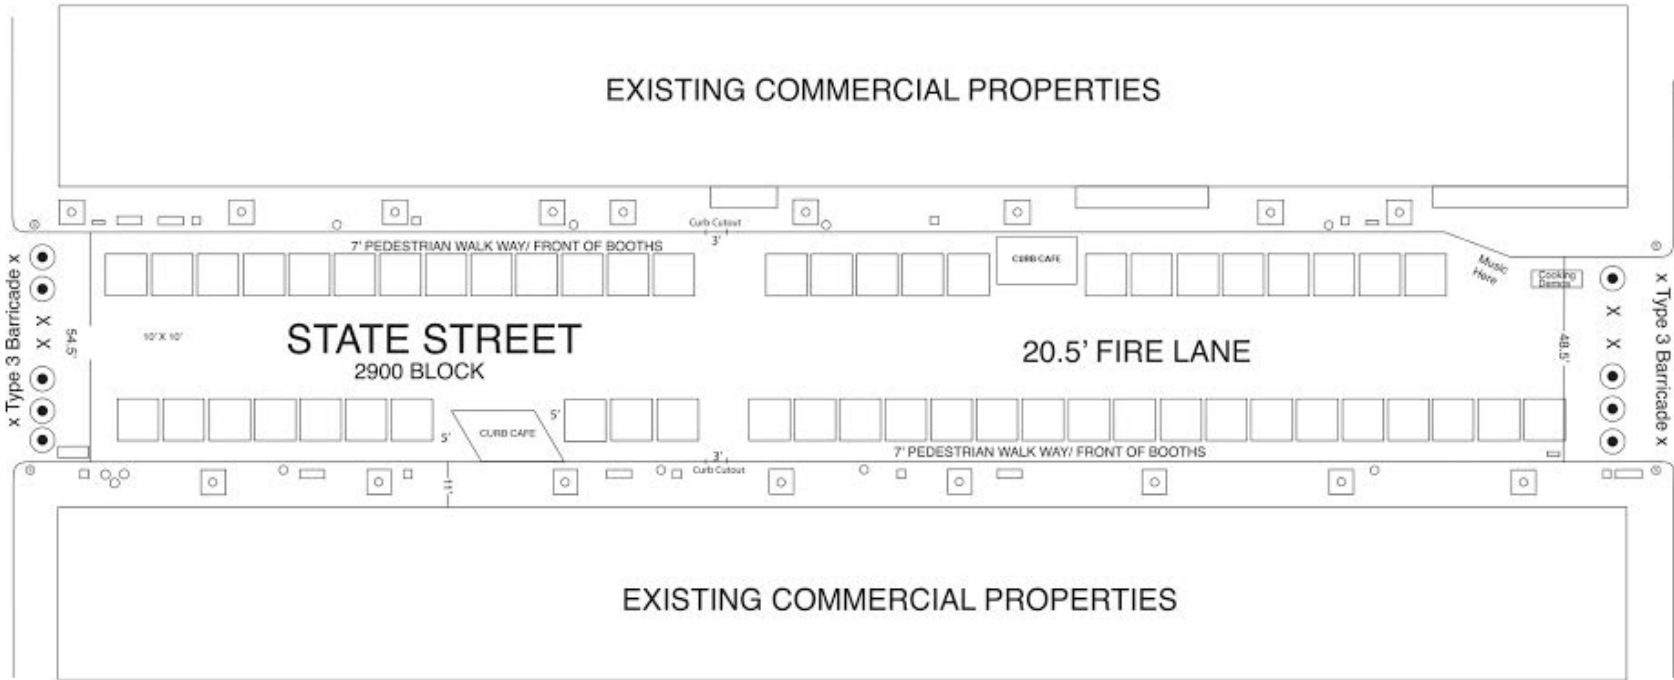 EXISTING COMMERCIAL PROPERTIES
Curb Cutout
3'
7' PEDESTRIAN WALK WAY/ FRONT OF BOOTHS
CURB CAFE
Music
Here
Cooking
Demos
x Type 3 Barricade x
X
X
54.5'
10' X 10'
STATE STREET
2900 BLOCK
20.5' FIRE LANE
48.5'
X
X
x Type 3 Barricade x
5'
CURB CAFE
5'
3'
7' PEDESTRIAN WALK WAY/ FRONT OF BOOTHS
Curb Cutout
11'
EXISTING COMMERCIAL PROPERTIES